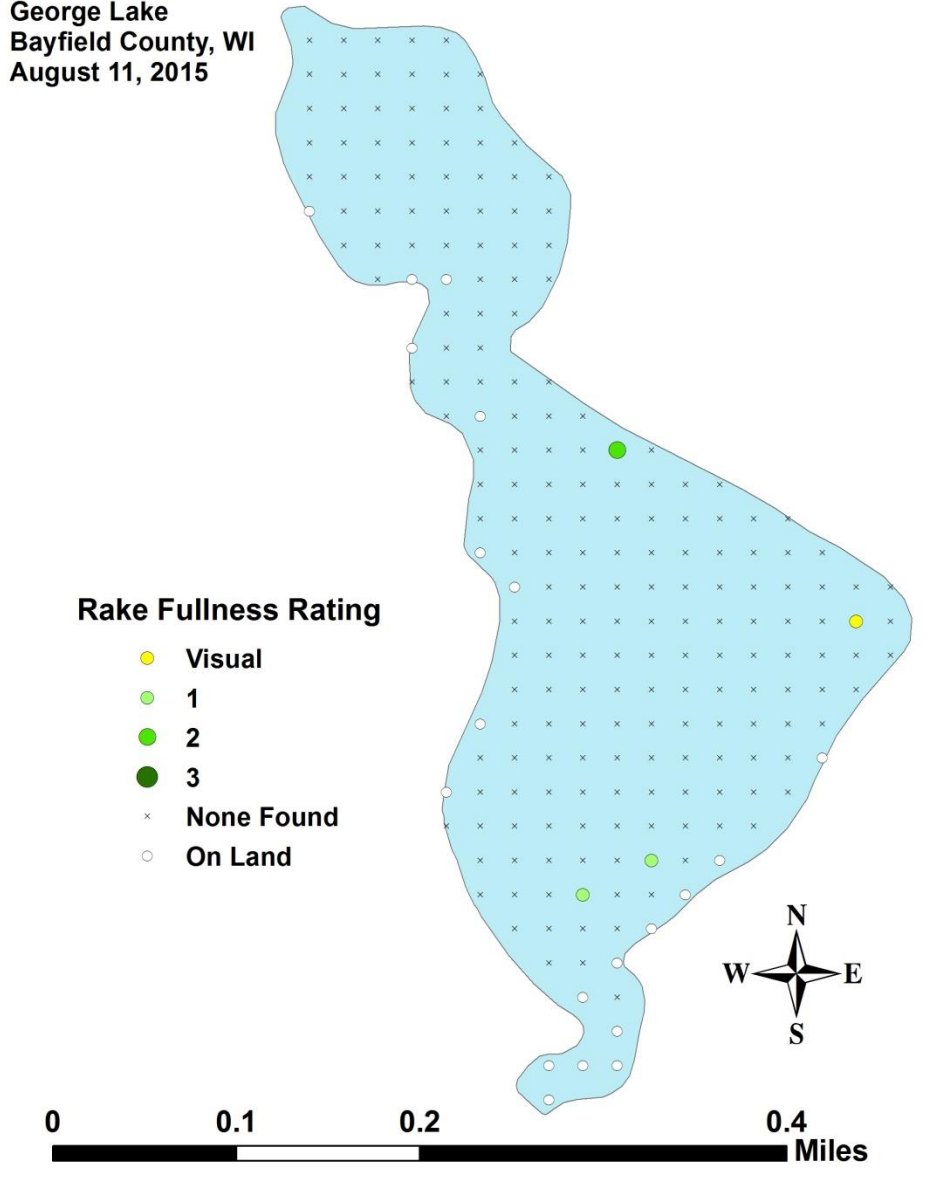 George Lake
Bayfield County, WI
August 11, 2015
Rake Fullness Rating
Visual
1
2
3
None Found
On Land
N
W E
S
0 0.1 0.2 0.4
Miles